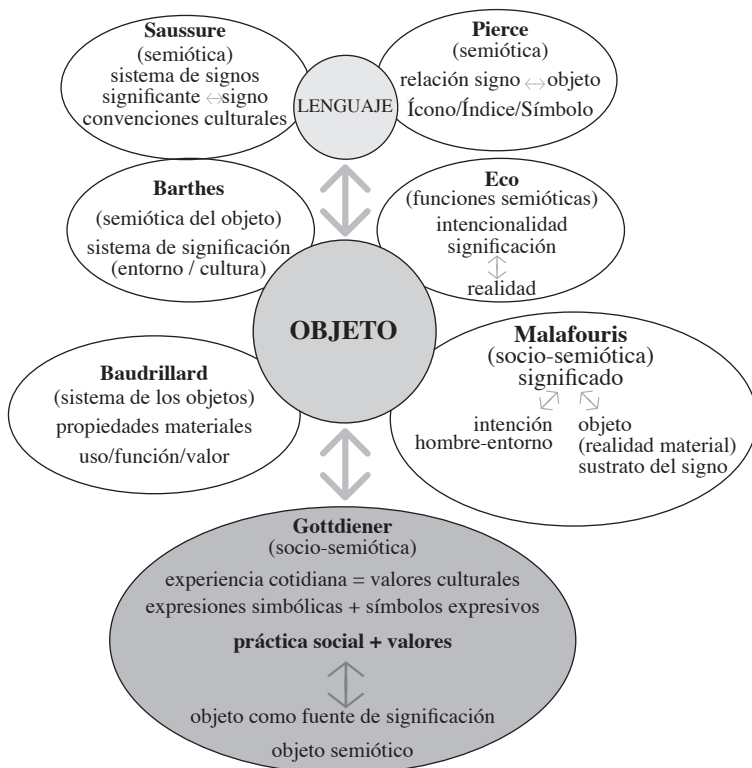 Saussure
(semiótica)
sistema de signos
significante ⇔ signo
convenciones culturales
LENGUAJE
Pierce
(semiótica)
relación signo ↔ objeto
Ícono/Índice/Símbolo
Barthes
(semiótica del objeto)
sistema de significación
(entorno / cultura)
Eco
(funciones semióticas)
intencionalidad
significación
realidad
OBJETO
Baudrillard
(sistema de los objetos)
propiedades materiales
uso/función/valor
Malafouris
(socio-semiótica)
significado
intención
hombre-entorno
objeto
(realidad material)
sustrato del signo
Gottdiener
(socio-semiótica)
experiencia cotidiana = valores culturales
expresiones simbólicas + símbolos expresivos
práctica social + valores
objeto como fuente de significación
objeto semiótico